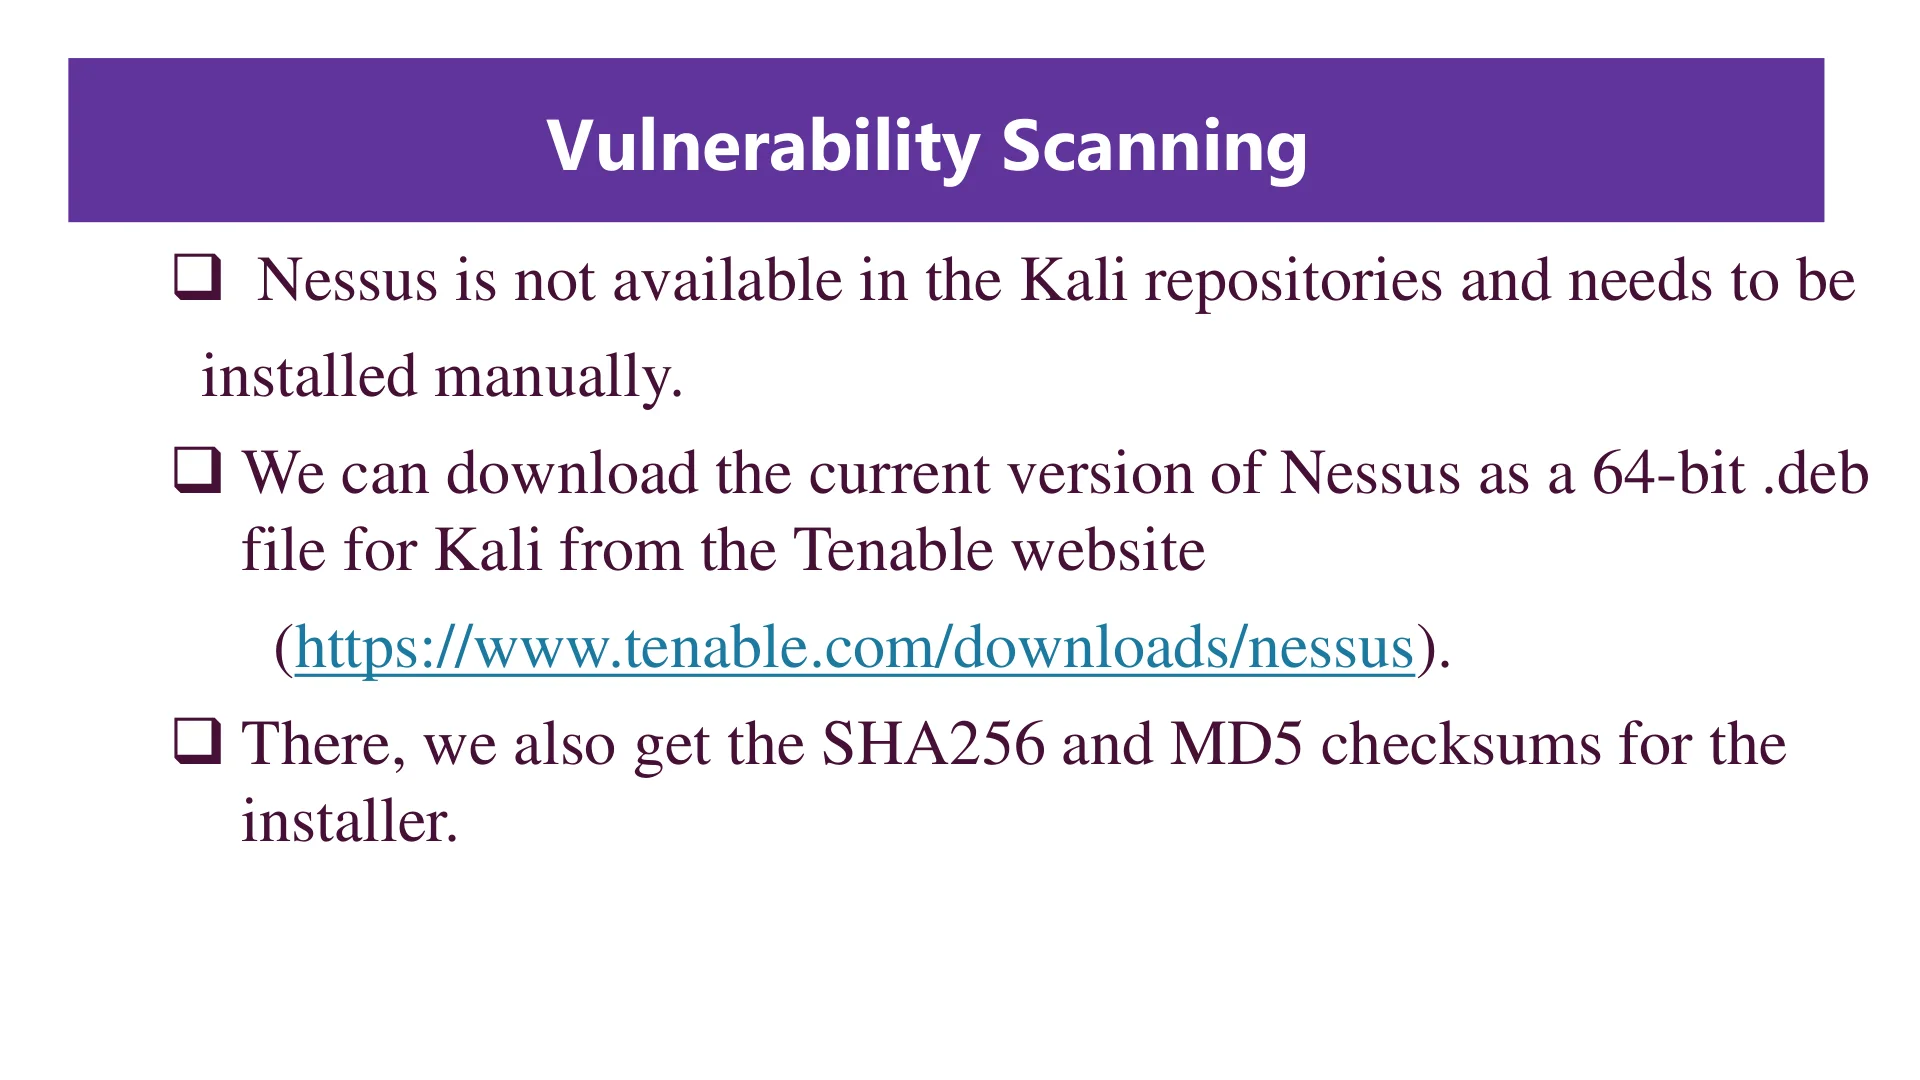 Vulnerability Scanning
❑ Nessus is not available in the Kali repositories and needs to be
installed manually.
❑ We can download the current version of Nessus as a 64-bit .deb
file for Kali from the Tenable website
(https://www.tenable.com/downloads/nessus).
❑ There, we also get the SHA256 and MD5 checksums for the
installer.